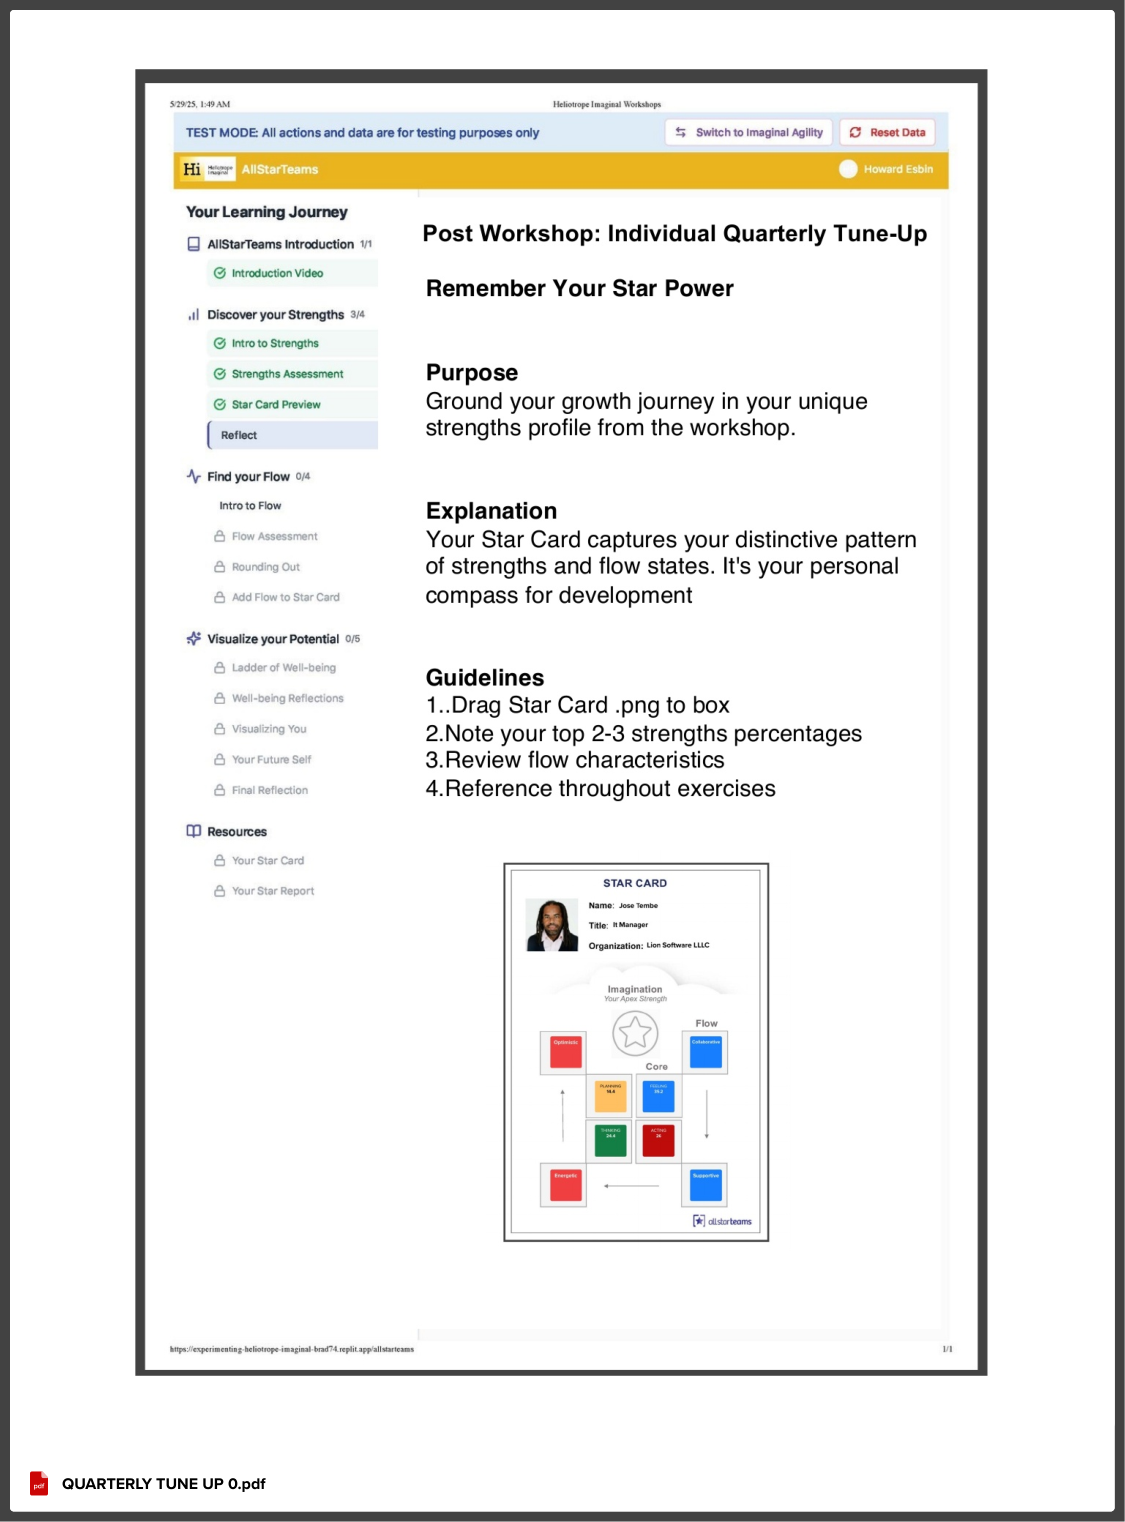 5/29/25, 1:49 AM
Heliotrope Imaginal Workshops
TEST MODE: All actions and data are for testing purposes only
Switch to Imaginal Agility
Reset Data
Hi Heliotrope Imaginal AllStarTeams
Howard Esbin
Your Learning Journey
AllStarTeams Introduction 1/1
Introduction Video
Discover your Strengths 3/4
Intro to Strengths
Strengths Assessment
Star Card Preview
Reflect
Find your Flow 0/4
Intro to Flow
Flow Assessment
Rounding Out
Add Flow to Star Card
Visualize your Potential 0/5
Ladder of Well-being
Well-being Reflections
Visualizing You
Your Future Self
Final Reflection
Resources
Your Star Card
Your Star Report
Post Workshop: Individual Quarterly Tune-Up
Remember Your Star Power
Purpose
Ground your growth journey in your unique
strengths profile from the workshop.
Explanation
Your Star Card captures your distinctive pattern
of strengths and flow states. It's your personal
compass for development
Guidelines
1..Drag Star Card .png to box
2.Note your top 2-3 strengths percentages
3.Review flow characteristics
4.Reference throughout exercises
STAR CARD
Name: Jose Tembe
Title: It Manager
Organization: Lion Software LLLC
Imagination
Your Apex Strength
Flow
Optimistic
Collaborative
Core
PLANNING
FEELING
THINKING
24.4
ACTING
Energetic
Supportive
allstarteams
https://experimenting-heliotrope-imaginal-brad74.replit.app/allstarteams
1/1
pdf
QUARTERLY TUNE UP 0.pdf